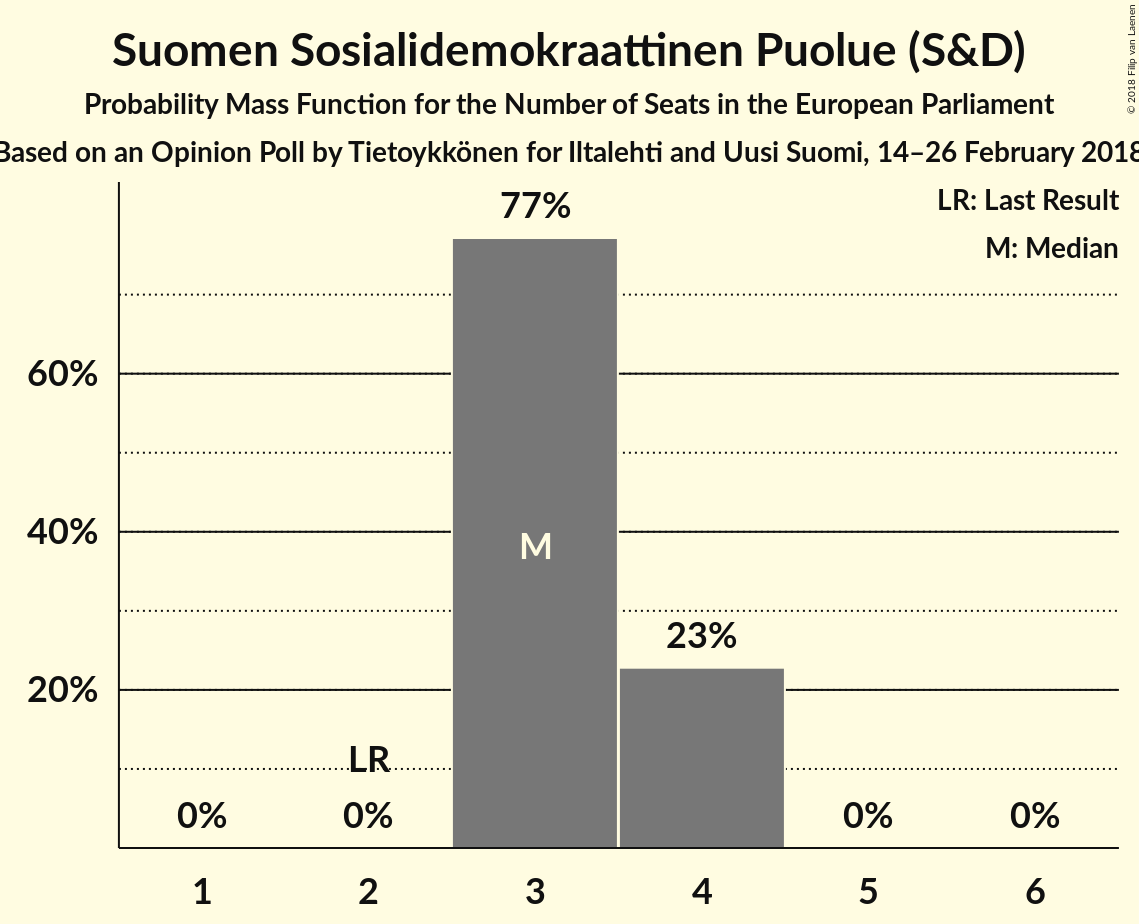 Suomen Sosialidemokraattinen Puolue (S&D)
Probability Mass Function for the Number of Seats in the European Parliament
Based on an Opinion Poll by Tietoykkönen for Iltalehti and Uusi Suomi, 14–26 February 2018
© 2018 Filip van Laenen
LR: Last Result
M: Median
77%
60%
40%
M
23%
20%
LR
0% 0% 0% 0%
1 2 3 4 5 6